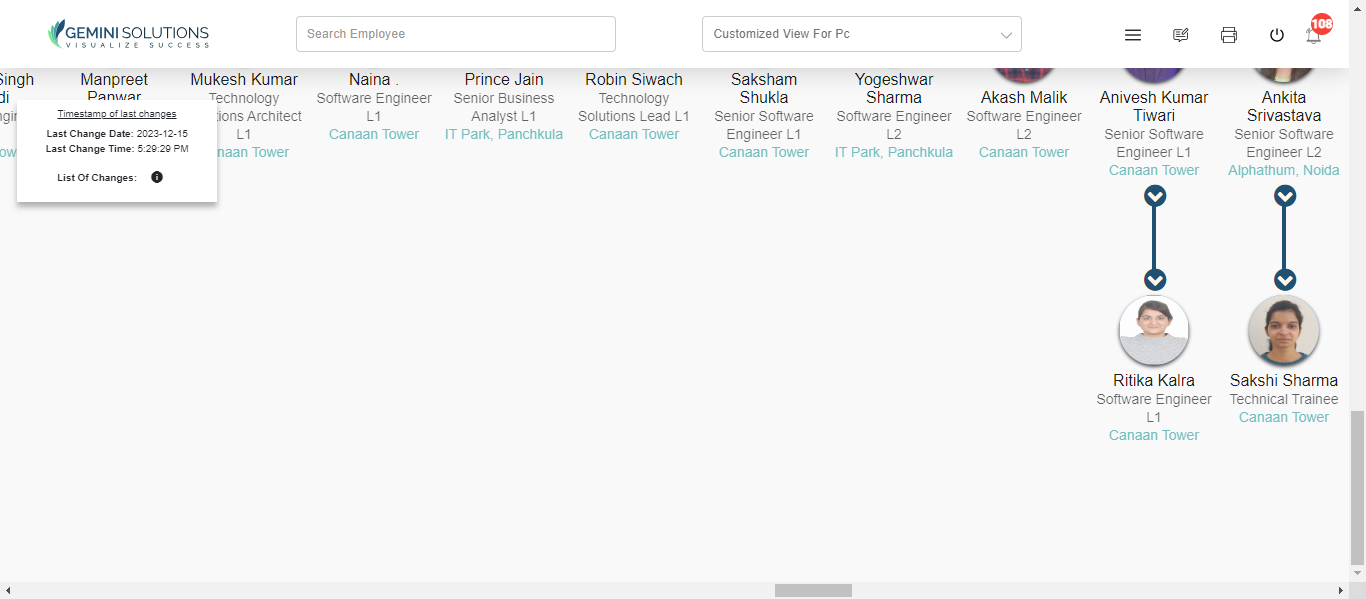 GEMINI SOLUTIONS
VISUALIZE SUCCESS
Search Employee
Customized View For Pc
108
Singh
di
Manpreet
Panwar
Timestamp of last changes
Last Change Date: 2023-12-15
Last Change Time: 5:29:29 PM
List Of Changes:
Mukesh Kumar
Technology
tions Architect
L1
naan Tower
Naina .
Software Engineer
L1
Canaan Tower
Prince Jain
Senior Business
Analyst L1
IT Park, Panchkula
Robin Siwach
Technology
Solutions Lead L1
Canaan Tower
Saksham
Shukla
Senior Software
Engineer L1
Canaan Tower
Yogeshwar
Sharma
Software Engineer
L2
IT Park, Panchkula
Akash Malik
Software Engineer
L2
Canaan Tower
Anivesh Kumar
Tiwari
Senior Software
Engineer L1
Canaan Tower
Ankita
Srivastava
Senior Software
Engineer L2
Alphathum, Noida
Ritika Kalra
Software Engineer
L1
Canaan Tower
Sakshi Sharma
Technical Trainee
Canaan Tower